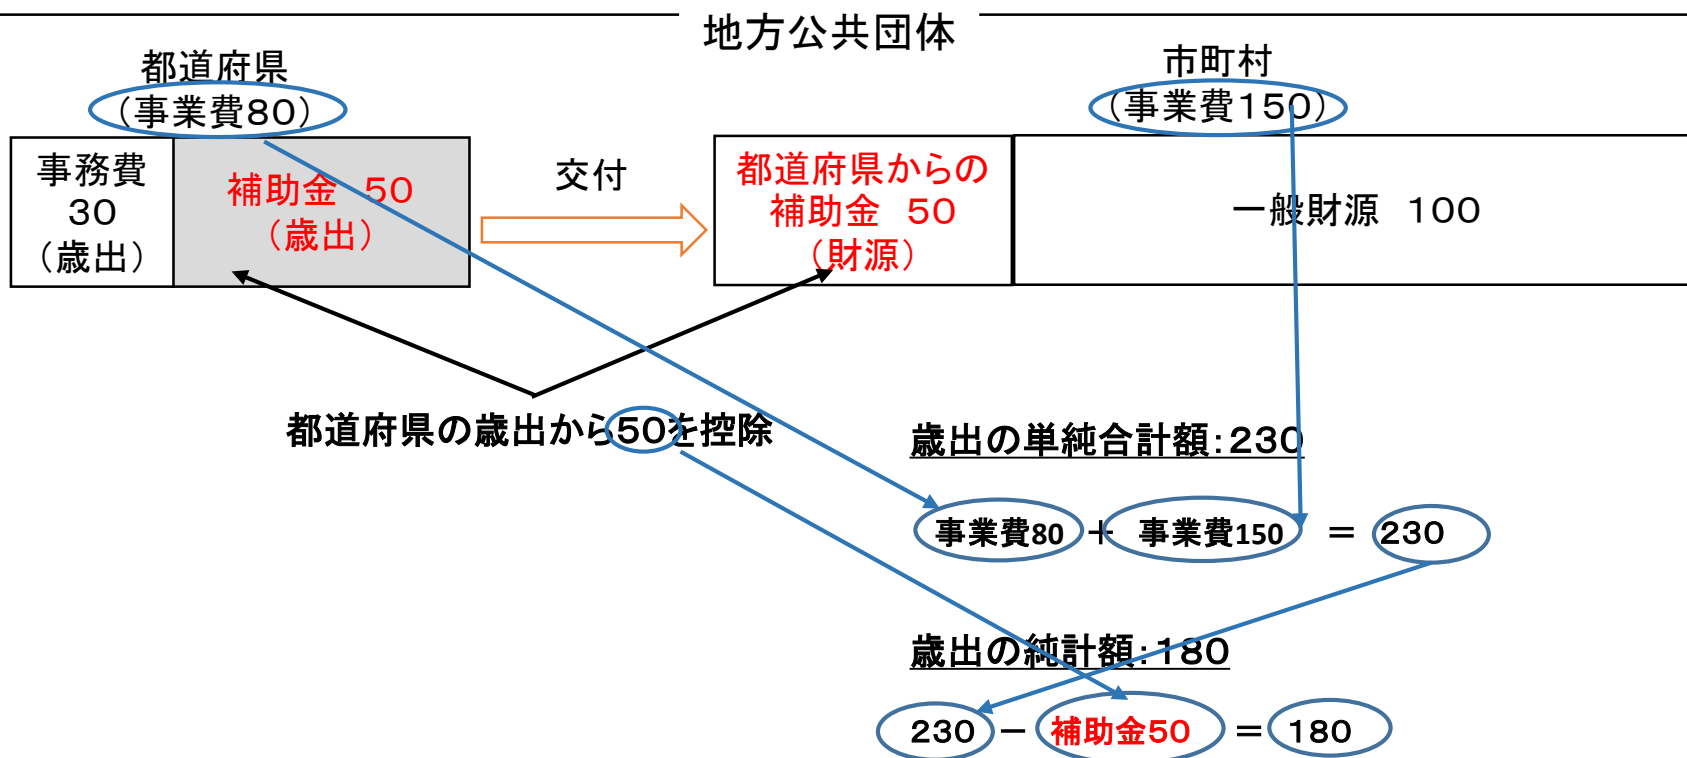 地方公共団体
都道府県
（事業費８０）
市町村
（事業費１５０）
事務費
３０
（歳出）
補助金　５０
（歳出）
交付
都道府県からの
補助金　５０
（財源）
一般財源　１００
都道府県の歳出から５０を控除
歳出の単純合計額：２３０
事業費80 ＋ 事業費150 ＝ ２３０
歳出の純計額：１８０
２３０ － 補助金５０ ＝ １８０